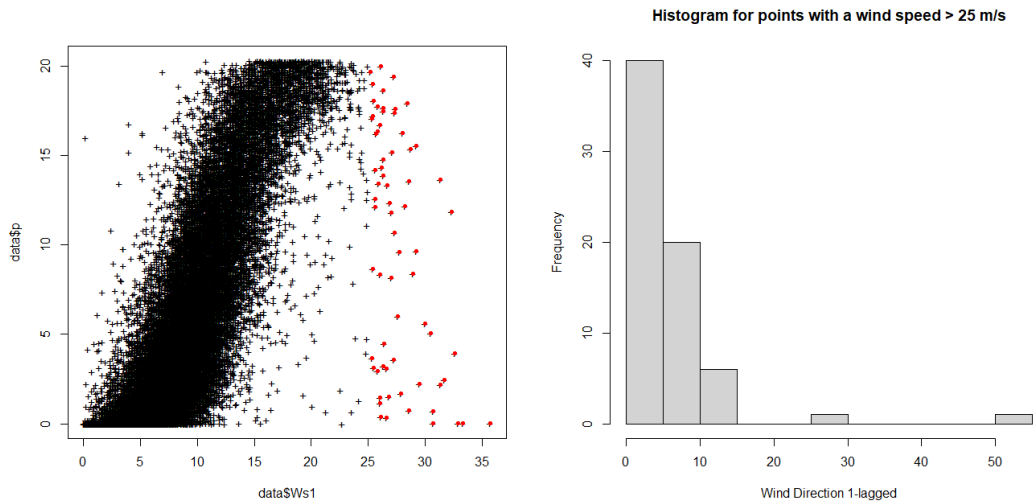 data$p
20
15
10
5
0
0 5 10 15 20 25 30 35
data$Ws1
Histogram for points with a wind speed > 25 m/s
Frequency
40
30
20
10
0
0 10 20 30 40 50
Wind Direction 1-lagged